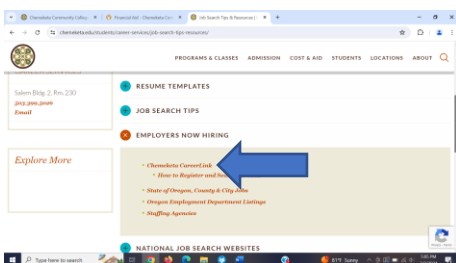 Chemeketa Community College
Financial Aid - Chemeketa Com
Job Search Tips & Resources |
chemeketa.edu/students/career-services/job-search-tips-resources/
PROGRAMS & CLASSES ADMISSION COST & AID STUDENTS LOCATIONS ABOUT
Salem Bldg. 2, Rm. 230
Email
Explore More
RESUME TEMPLATES
JOB SEARCH TIPS
EMPLOYERS NOW HIRING
Chemeketa CareerLink
How to Register and
State of Oregon, County & City Jobs
Oregon Employment Department Listings
Staffing Agencies
NATIONAL JOB SEARCH WEBSITES
Type here to search
Sunny